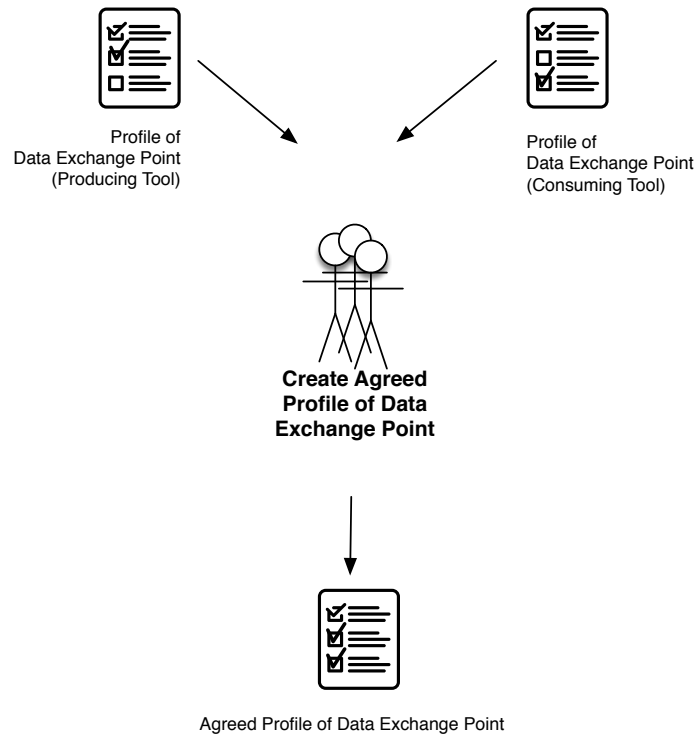 Profile of
Data Exchange Point
(Producing Tool)
Profile of
Data Exchange Point
(Consuming Tool)
Create Agreed
Profile of Data
Exchange Point
Agreed Profile of Data Exchange Point